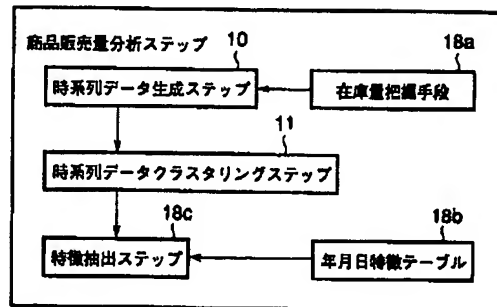 商品販売量分析ステップ
10
18a
時系列データ生成ステップ
在庫量把握手段
11
時系列データクラスタリングステップ
18c
18b
特徴抽出ステップ
年月日特徴テーブル